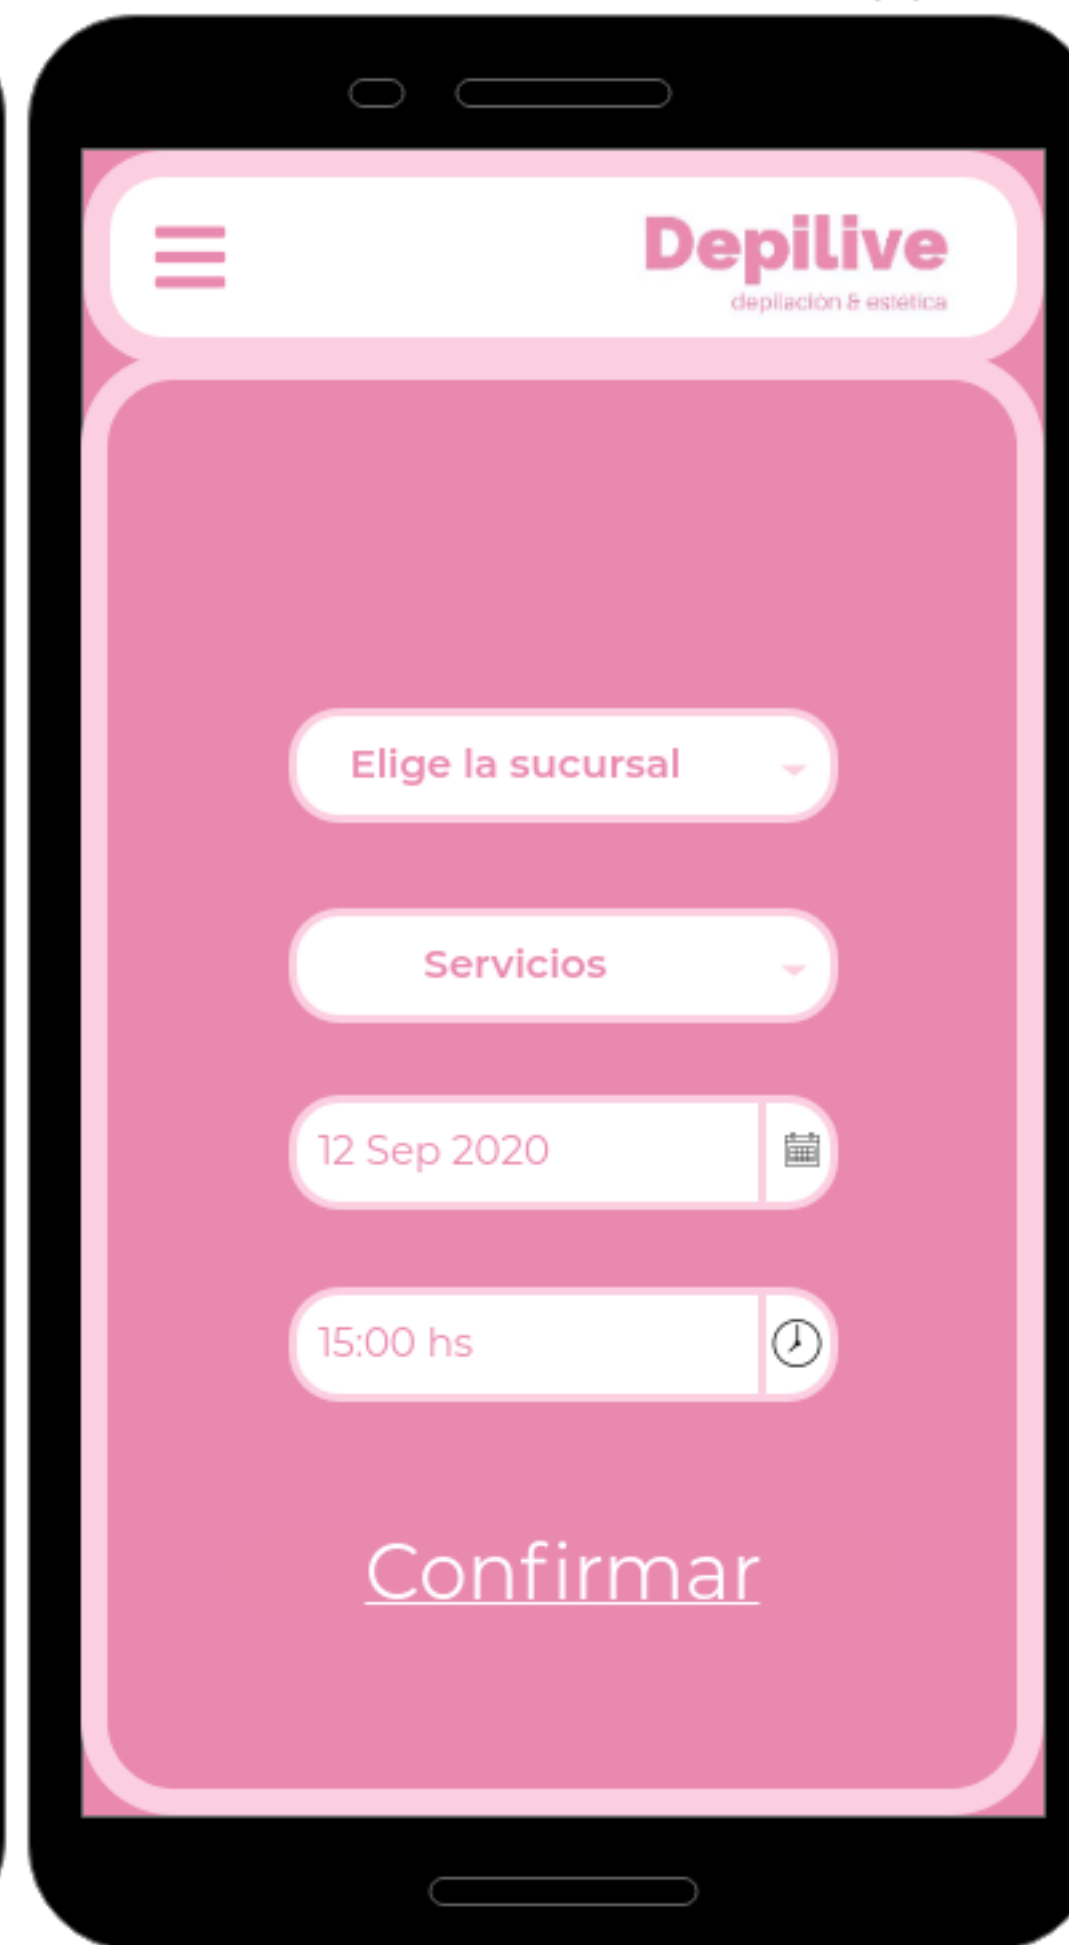 Depilive
depilación & estética
Elige la sucursal
Servicios
12 Sep 2020
15:00 hs
Confirmar